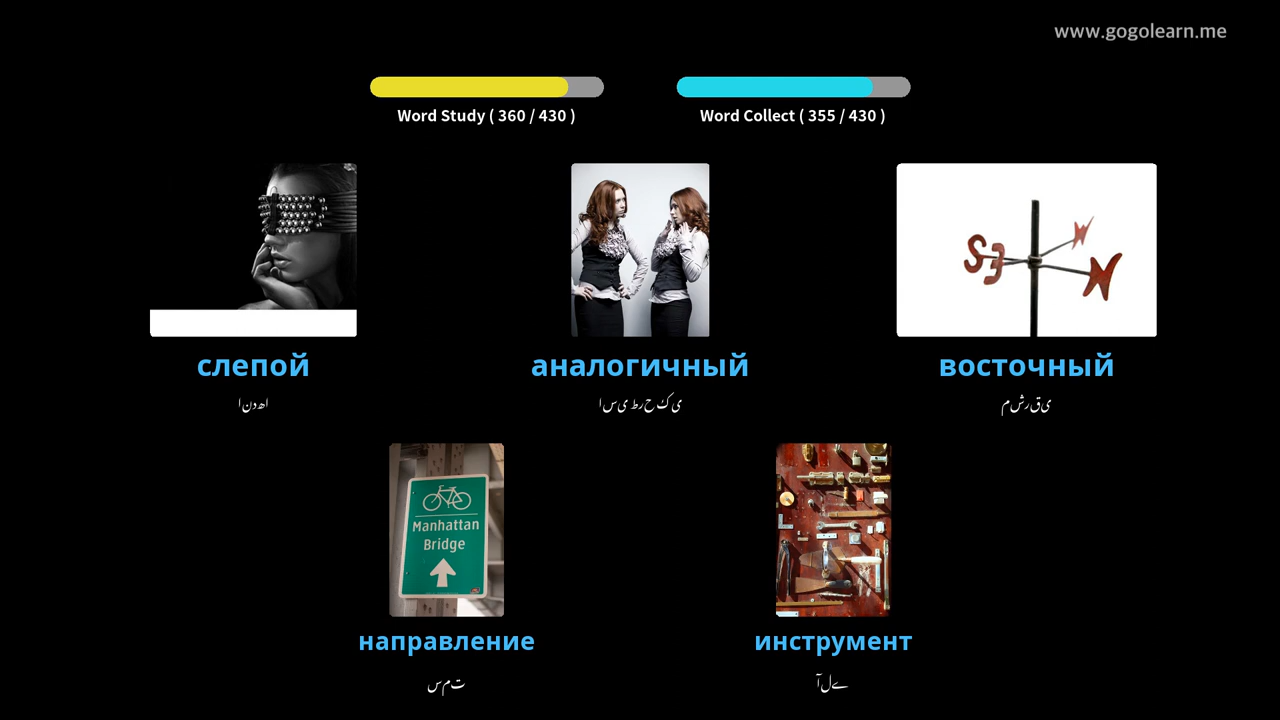 www.gogolearn.me
Word Study ( 360 / 430 )
Word Collect ( 355 / 430 )
слепой
аналогичный
восточный
اندھا
اسی طرح کی
مشرقی
Manhattan
Bridge
направление
инструмент
سمت
آلے